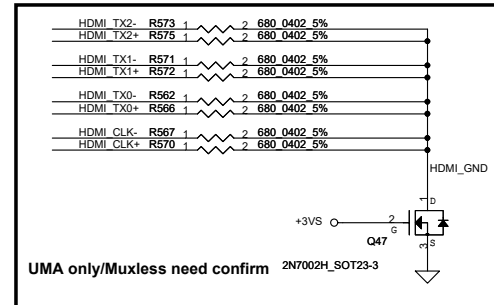 HDMI_TX2- R573 1 2 680_0402_5%
HDMI_TX2+ R575 1 2 680_0402_5%
HDMI_TX1- R571 1 2 680_0402_5%
HDMI_TX1+ R572 1 2 680_0402_5%
HDMI_TX0- R562 1 2 680_0402_5%
HDMI_TX0+ R566 1 2 680_0402_5%
HDMI_CLK- R567 1 2 680_0402_5%
HDMI_CLK+ R570 1 2 680_0402_5%
HDMI_GND
1 D
+3VS 2
G
Q47
3 S
UMA only/Muxless need confirm 2N7002H_SOT23-3